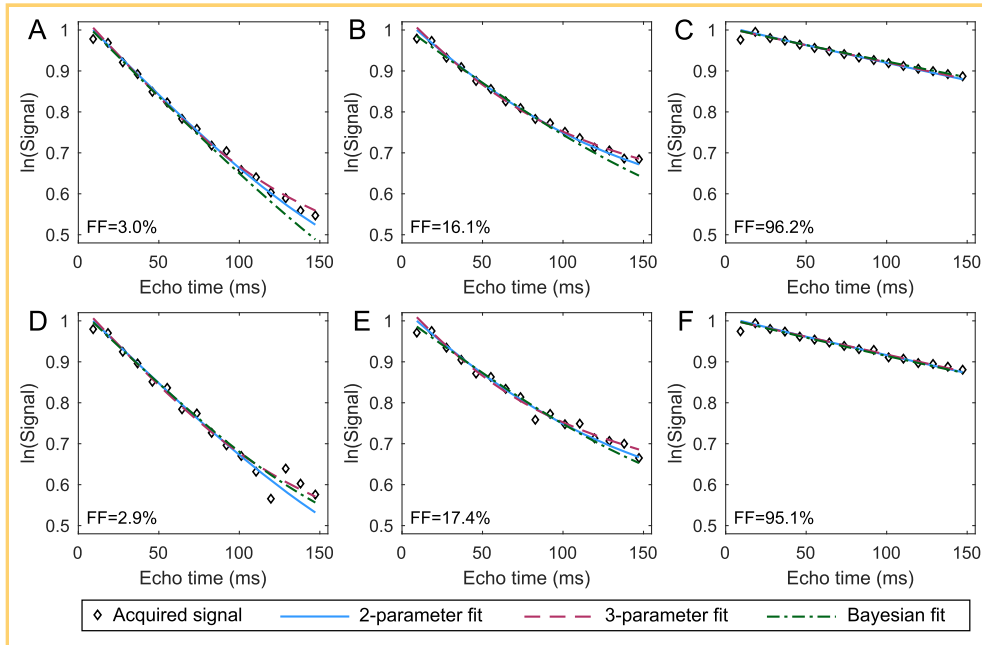 A
ln(Signal)
1
0.9
0.8
0.7
0.6
0.5
FF=3.0%
0 50 100 150
Echo time (ms)
B
ln(Signal)
1
0.9
0.8
0.7
0.6
0.5
FF=16.1%
0 50 100 150
Echo time (ms)
C
ln(Signal)
1
0.9
0.8
0.7
0.6
0.5
FF=96.2%
0 50 100 150
Echo time (ms)
D
ln(Signal)
1
0.9
0.8
0.7
0.6
0.5
FF=2.9%
0 50 100 150
Echo time (ms)
E
ln(Signal)
1
0.9
0.8
0.7
0.6
0.5
FF=17.4%
0 50 100 150
Echo time (ms)
F
ln(Signal)
1
0.9
0.8
0.7
0.6
0.5
FF=95.1%
0 50 100 150
Echo time (ms)
Acquired signal 2-parameter fit 3-parameter fit Bayesian fit